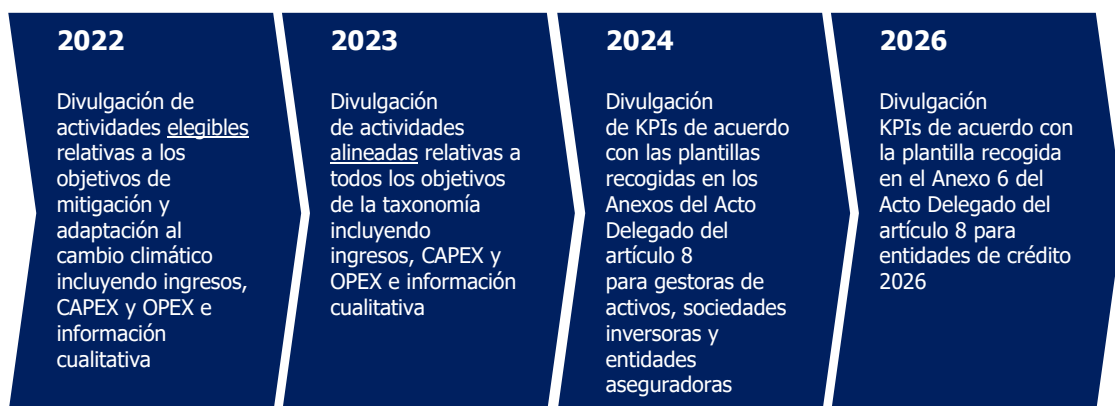 2022
Divulgación de
actividades elegibles
relativas a los
objetivos de
mitigación y
adaptación al
cambio climático
incluyendo ingresos,
CAPEX y OPEX e
información
cualitativa
2023
Divulgación
de actividades
alineadas relativas a
todos los objetivos
de la taxonomía
incluyendo
ingresos, CAPEX y
OPEX e información
cualitativa
2024
Divulgación
de KPIs de acuerdo
con las plantillas
recogidas en los
Anexos del Acto
Delegado del
artículo 8
para gestoras de
activos, sociedades
inversoras y
entidades
aseguradoras
2026
Divulgación
KPIs de acuerdo con
la plantilla recogida
en el Anexo 6 del
Acto Delegado del
artículo 8 para
entidades de crédito
2026